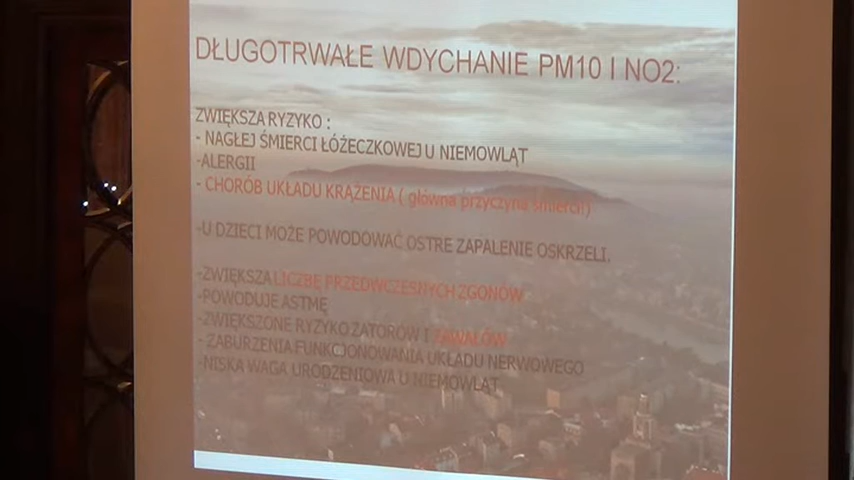 DŁUGOTRWAŁE WDYCHANIE PM10 I NO2:
ZWIĘKSZA RYZYKO :
- NAGŁEJ ŚMIERCI ŁÓŻECZKOWEJ U NIEMOWLĄT
-ALERGII
- CHORÓB UKŁADU KRĄŻENIA ( główna przyczyna śmierci!)
-U DZIECI MOŻE POWODOWAĆ OSTRE ZAPALENIE OSKRZELI.
-ZWIĘKSZA LICZBĘ PRZEDWCZESNYCH ZGONÓW
-POWODUJE ASTMĘ
-ZWIĘKSZONE RYZYKO ZATORÓW I ZAWAŁÓW
- ZABURZENIA FUNKCJONOWANIA UKŁADU NERWOWEGO
-NISKA WAGA URODZENIOWA U NIEMOWLĄT